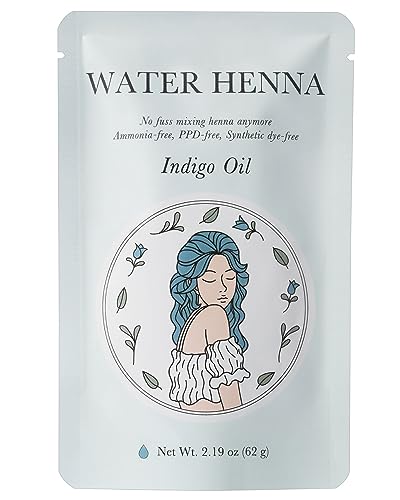 WATER HENNA
No fuss mixing henna anymore
Ammonia-free, PPD-free, Synthetic dye-free
Indigo Oil
Net Wt. 2.19 oz (62 g)